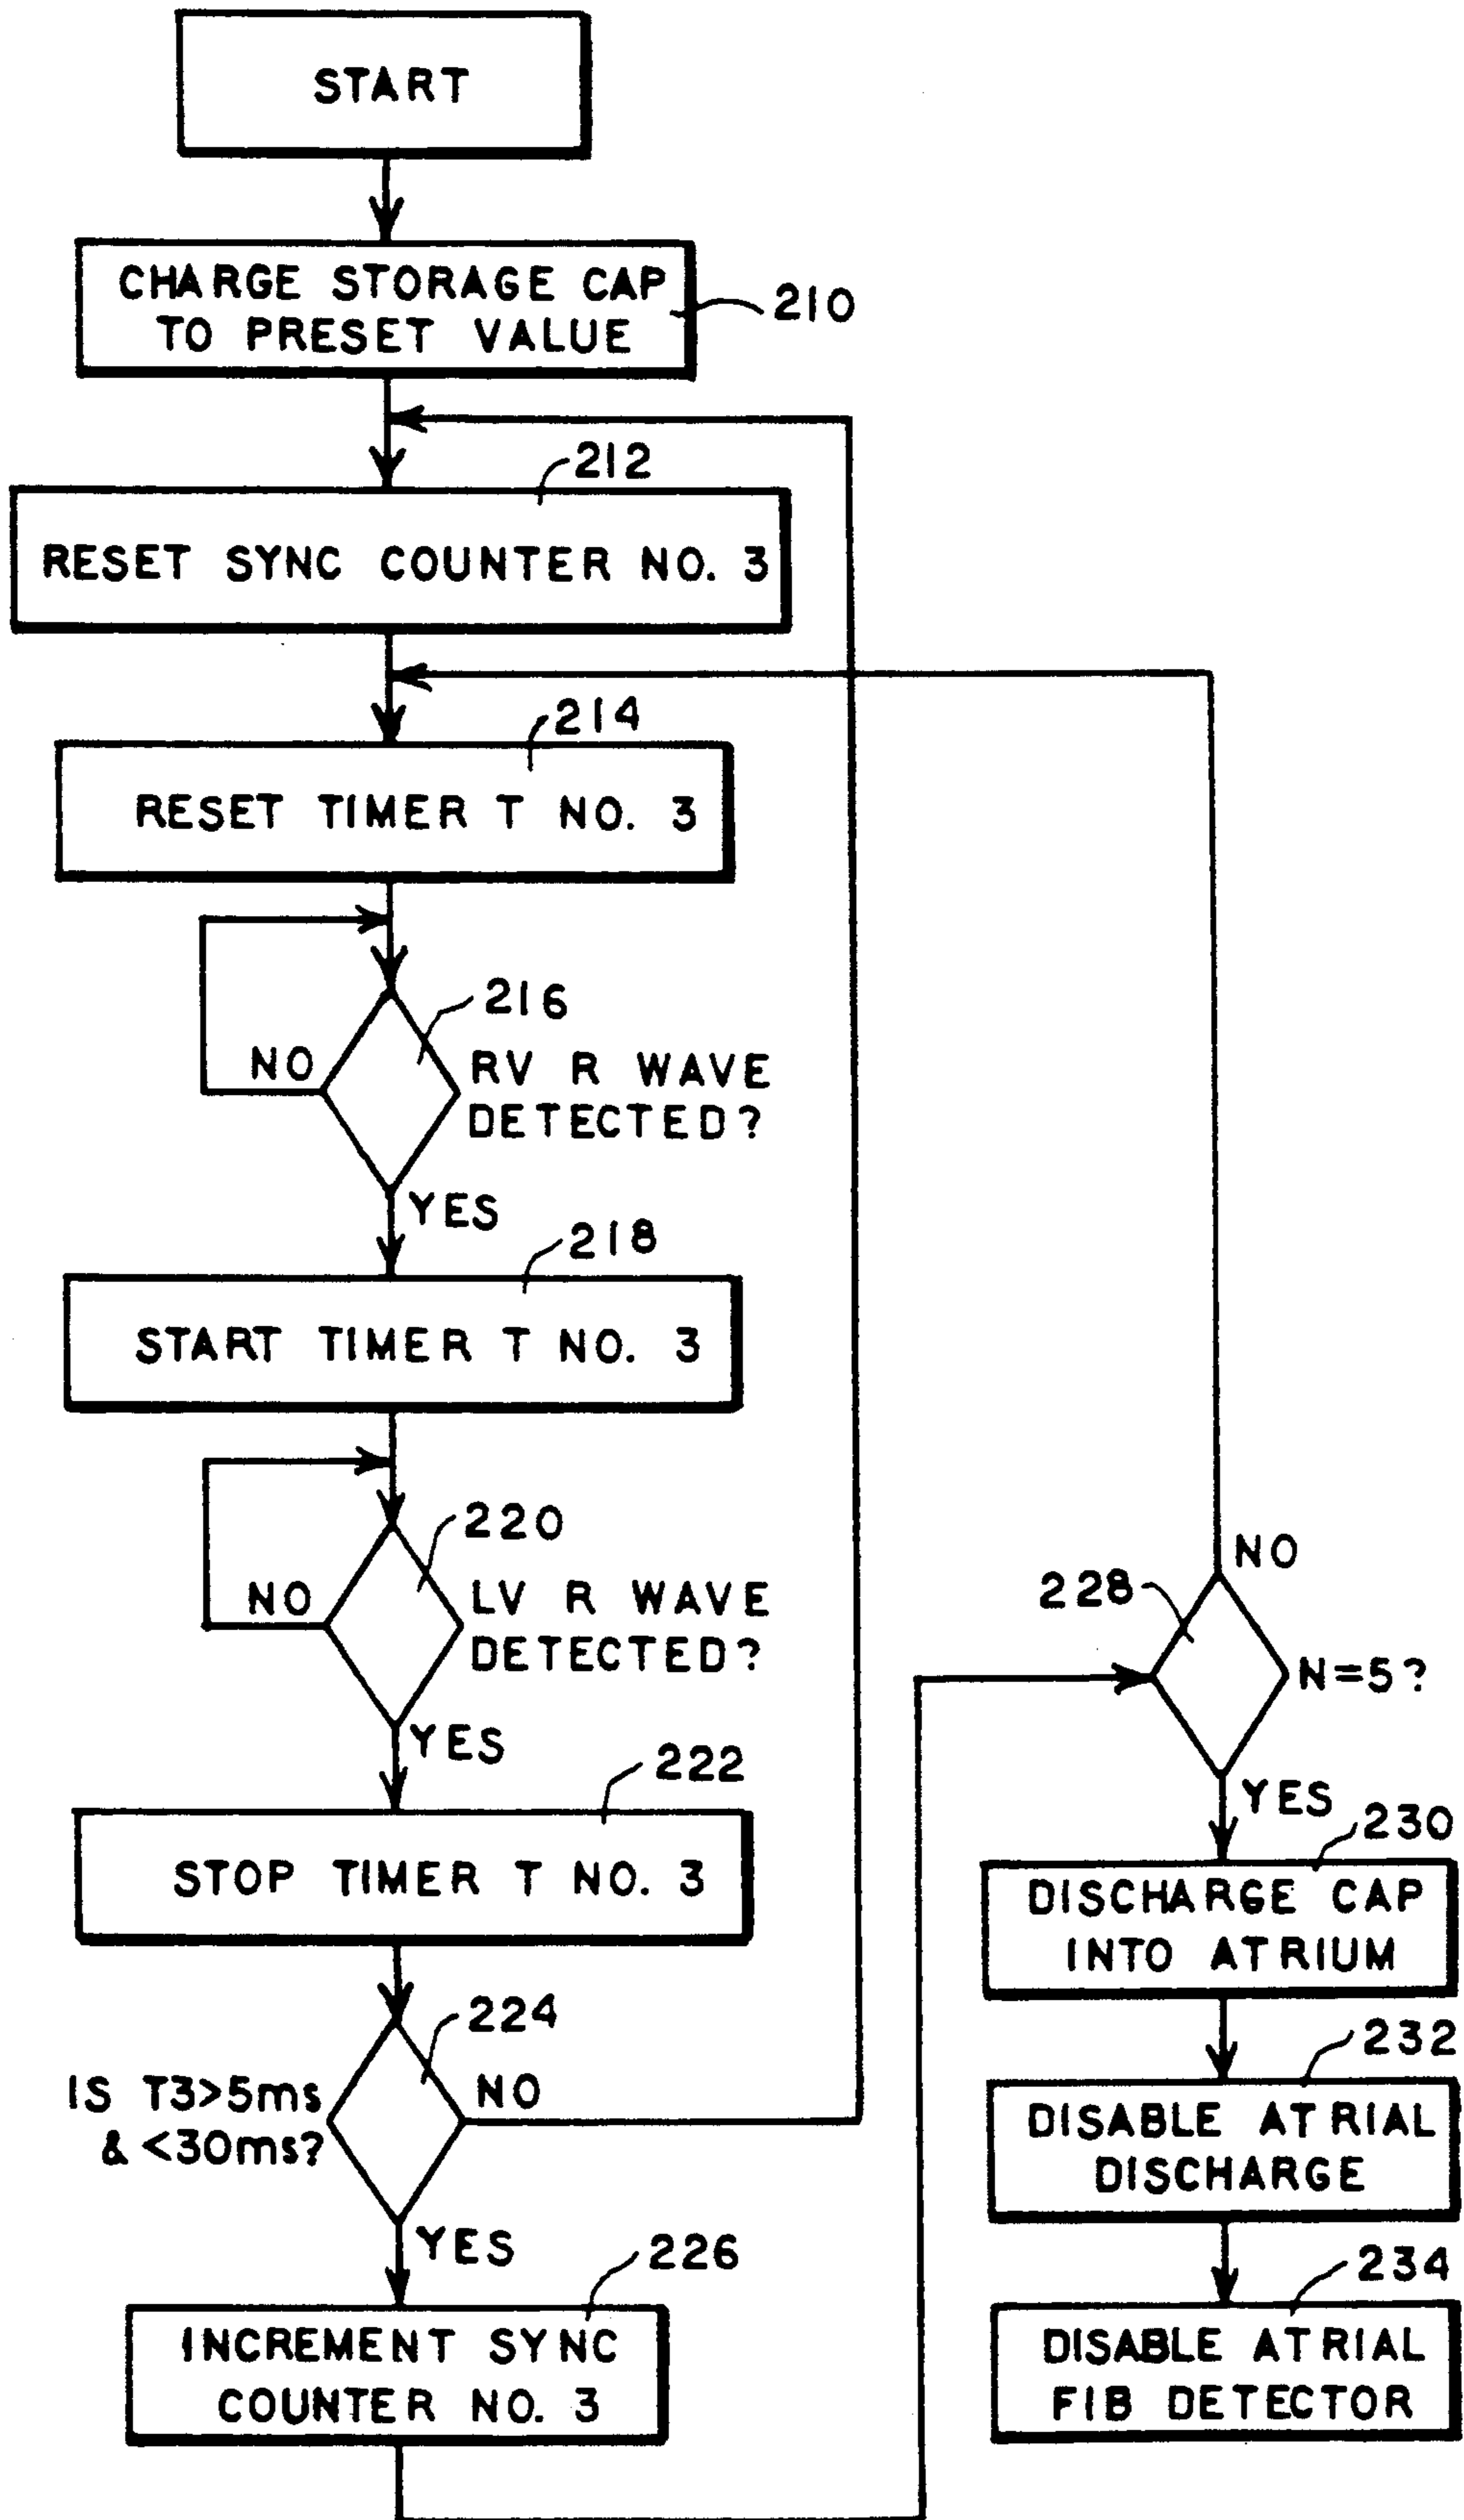 START
CHARGE STORAGE CAP
TO PRESET VALUE
210
212
RESET SYNC COUNTER NO. 3
214
RESET TIMER T NO. 3
216
NO
RV R WAVE
DETECTED?
YES
218
START TIMER T NO. 3
220
NO
LV R WAVE
DETECTED?
YES
222
STOP TIMER T NO. 3
224
IS T3>5ms
& <30ms?
NO
YES
226
INCREMENT SYNC
COUNTER NO. 3
NO
228
N=5?
YES
230
DISCHARGE CAP
INTO ATRIUM
232
DISABLE ATRIAL
DISCHARGE
234
DISABLE ATRIAL
FIB DETECTOR